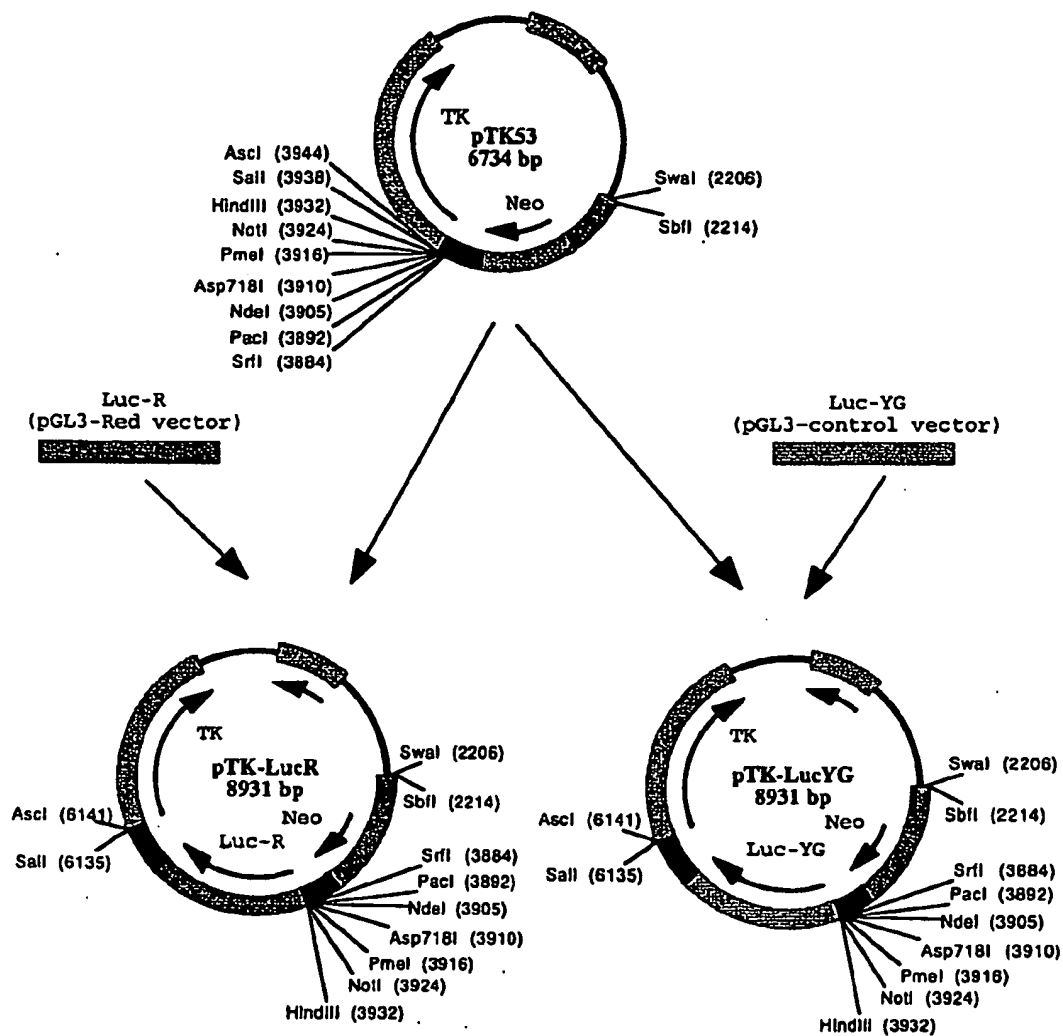 TK
pTK53
6734 bp
Neo
AscI (3944)
SalI (3938)
HindIII (3932)
NotI (3924)
PmeI (3916)
Asp718I (3910)
NdeI (3905)
PacI (3892)
SrfI (3884)
SwaI (2206)
SbfI (2214)
Luc-R
(pGL3-Red vector)
Luc-YG
(pGL3-control vector)
TK
pTK-LucR
8931 bp
Neo
Luc-R
SwaI (2206)
SbfI (2214)
AscI (6141)
SalI (6135)
SrfI (3884)
PacI (3892)
NdeI (3905)
Asp718I (3910)
PmeI (3916)
NotI (3924)
HindIII (3932)
TK
pTK-LucYG
8931 bp
Neo
Luc-YG
SwaI (2206)
SbfI (2214)
AscI (6141)
SalI (6135)
SrfI (3884)
PacI (3892)
NdeI (3905)
Asp718I (3910)
PmeI (3916)
NotI (3924)
HindIII (3932)